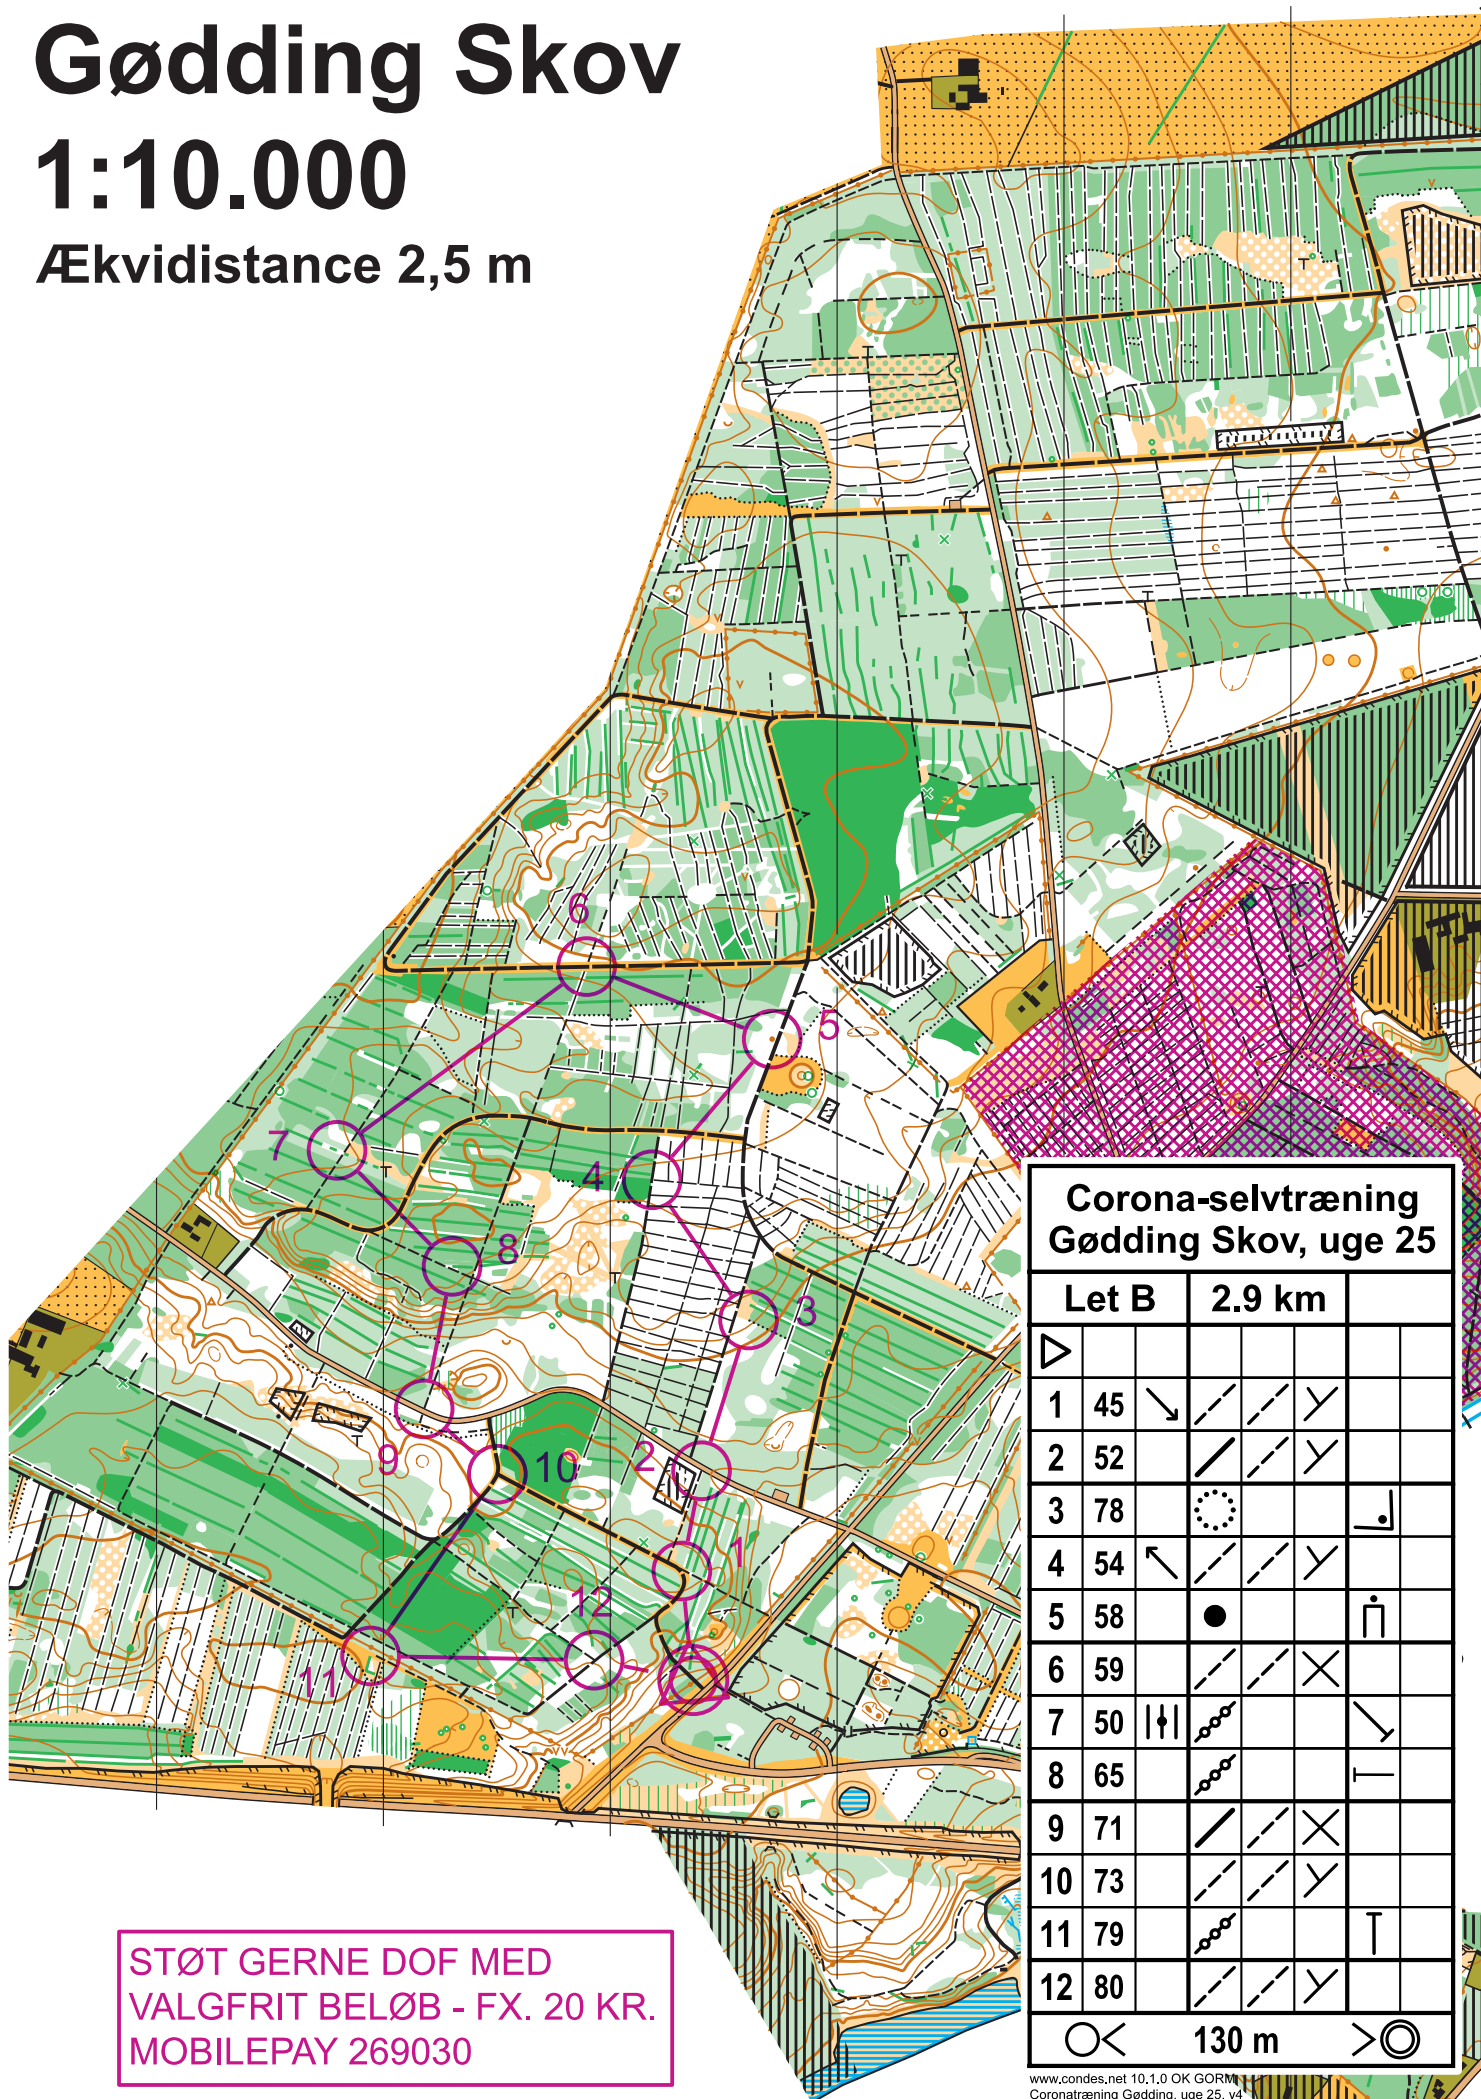 Gødding Skov
1:10.000
Ækvidistance 2,5 m
6
5
7
4
8
3
9
10
2
1
12
11
Corona-selvtræning
Gødding Skov, uge 25
Let B 2.9 km
1 45
2 52
3 78
4 54
5 58
6 59
7 50
8 65
9 71
10 73
11 79
12 80
130 m
www.condes.net 10.1.0 OK GORM
Coronatræning Gødding, uge 25. v4
STØT GERNE DOF MED
VALGFRIT BELØB - FX. 20 KR.
MOBILEPAY 269030